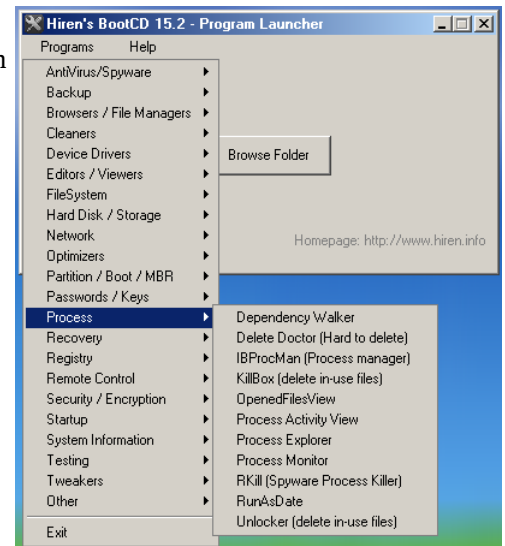 Hiren's BootCD 15.2 - Program Launcher
Programs Help
AntiVirus/Spyware
Backup
Browsers / File Managers
Cleaners
Device Drivers
Browse Folder
Editors / Viewers
FileSystem
Hard Disk / Storage
Network
Homepage: http://www.hiren.info
Optimizers
Partition / Boot / MBR
Passwords / Keys
Process
Recovery
Registry
Remote Control
Security / Encryption
Startup
System Information
Testing
Tweakers
Other
Exit
Dependency Walker
Delete Doctor (Hard to delete)
IBProcMan (Process manager)
KillBox (delete in-use files)
OpenedFilesView
Process Activity View
Process Explorer
Process Monitor
RKill (Spyware Process Killer)
RunAsDate
Unlocker (delete in-use files)